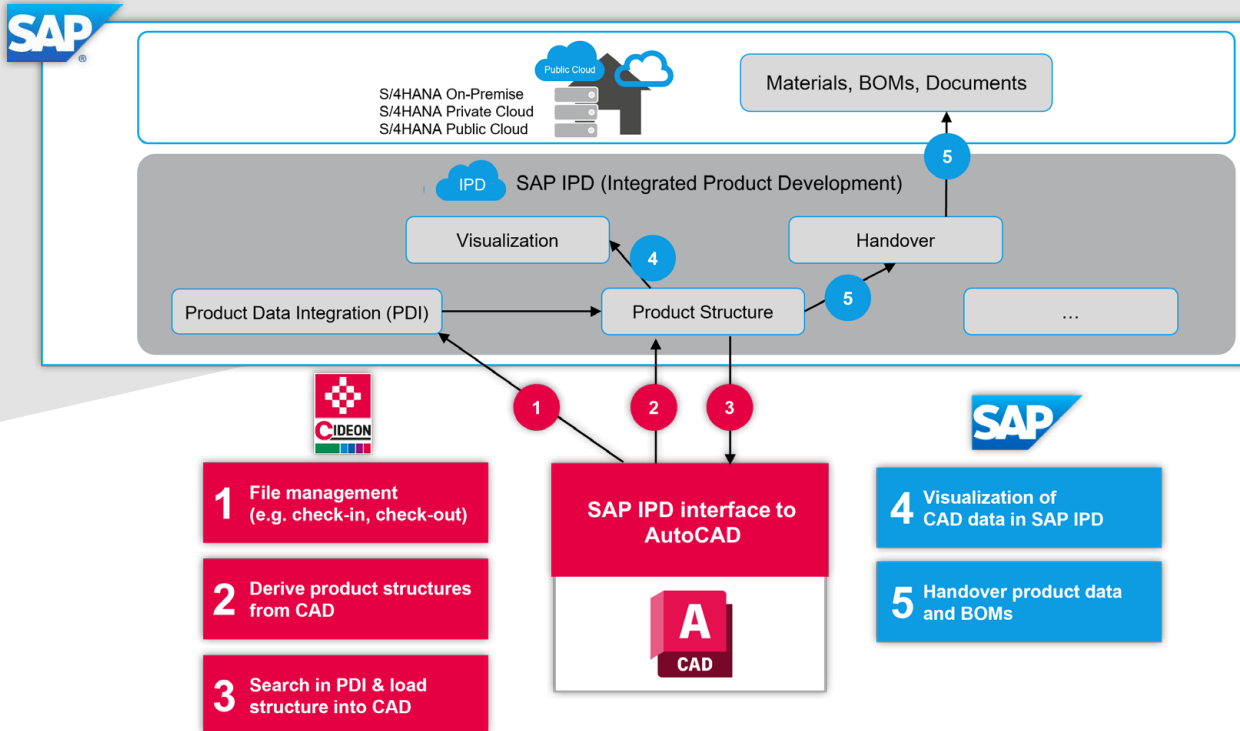 SAP
®
Public Cloud
S/4HANA On-Premise
S/4HANA Private Cloud
S/4HANA Public Cloud
Materials, BOMs, Documents
5
IPD
SAP IPD (Integrated Product Development)
Visualization
4
Handover
Product Data Integration (PDI)
Product Structure
5
...
1
2
3
CIDEON
SAP
1
File management
(e.g. check-in, check-out)
2
Derive product structures
from CAD
3
Search in PDI & load
structure into CAD
SAP IPD interface to
AutoCAD
A
CAD
4
Visualization of
CAD data in SAP IPD
5
Handover product data
and BOMs